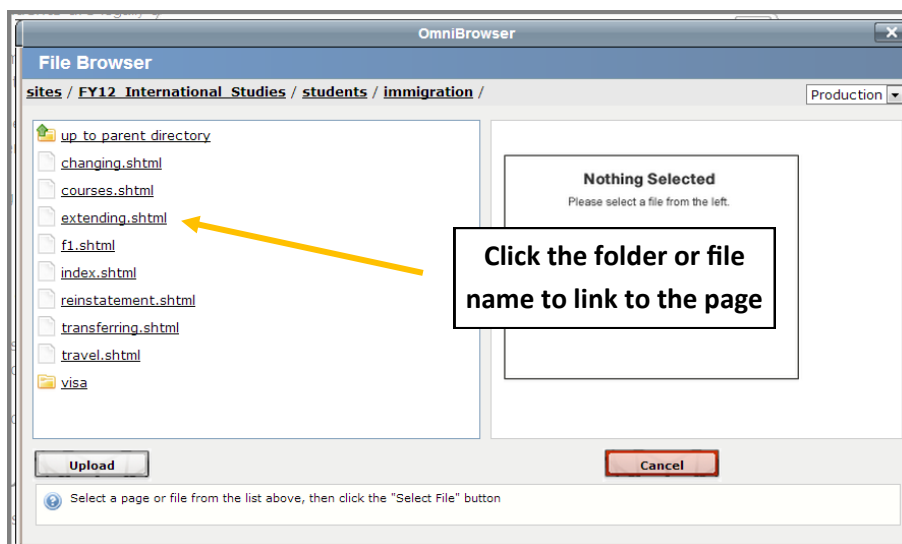 OmniBrowser
File Browser
sites / FY12_International_Studies / students / immigration /
Production
up to parent directory
changing.shtml
courses.shtml
extending.shtml
f1.shtml
index.shtml
reinstatement.shtml
transferring.shtml
travel.shtml
visa
Nothing Selected
Please select a file from the left.
Click the folder or file
name to link to the page
Upload
Cancel
Select a page or file from the list above, then click the "Select File" button